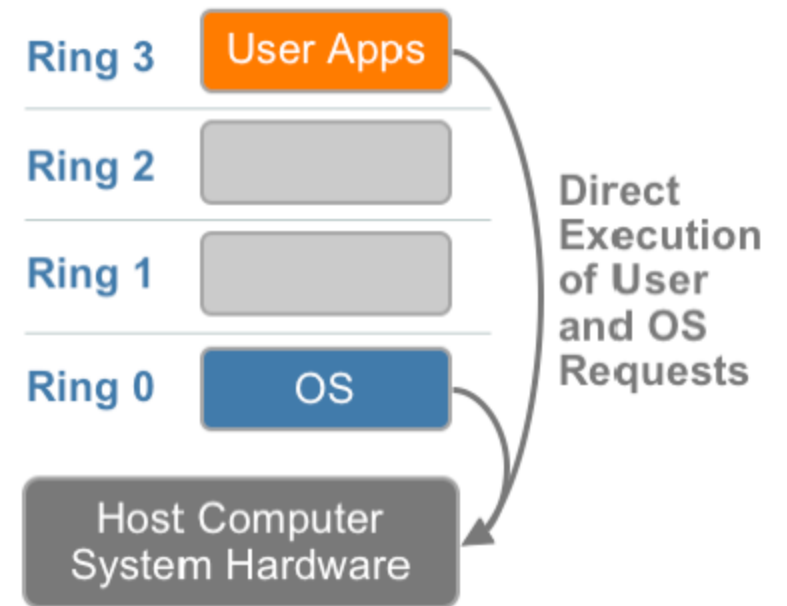 Ring 3
User Apps
Ring 2
Ring 1
Ring 0
OS
Direct
Execution
of User
and OS
Requests
Host Computer
System Hardware